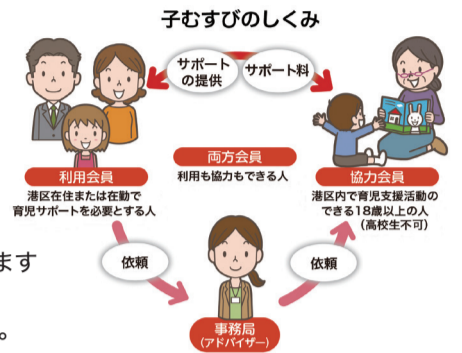 子むすびのしくみ
サポート
の提供
サポート料
利用会員
港区在住または在勤で
育児サポートを必要とする人
両方会員
利用も協力もできる人
協力会員
港区内で育児支援活動の
できる18歳以上の人
(高校生不可)
ます
依頼
依頼
。
事務局
(アドバイザー)